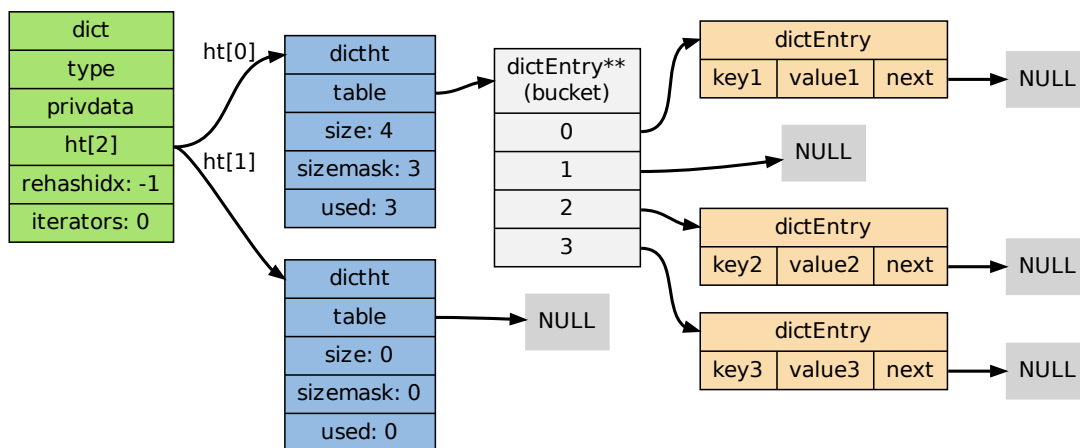 dict
type
privdata
ht[2]
rehashidx: -1
iterators: 0
ht[0]
ht[1]
dictht
table
size: 4
sizemask: 3
used: 3
dictht
table
size: 0
sizemask: 0
used: 0
NULL
dictEntry**
(bucket)
0
1
2
3
dictEntry
key1 value1 next
NULL
NULL
dictEntry
key2 value2 next
NULL
dictEntry
key3 value3 next
NULL